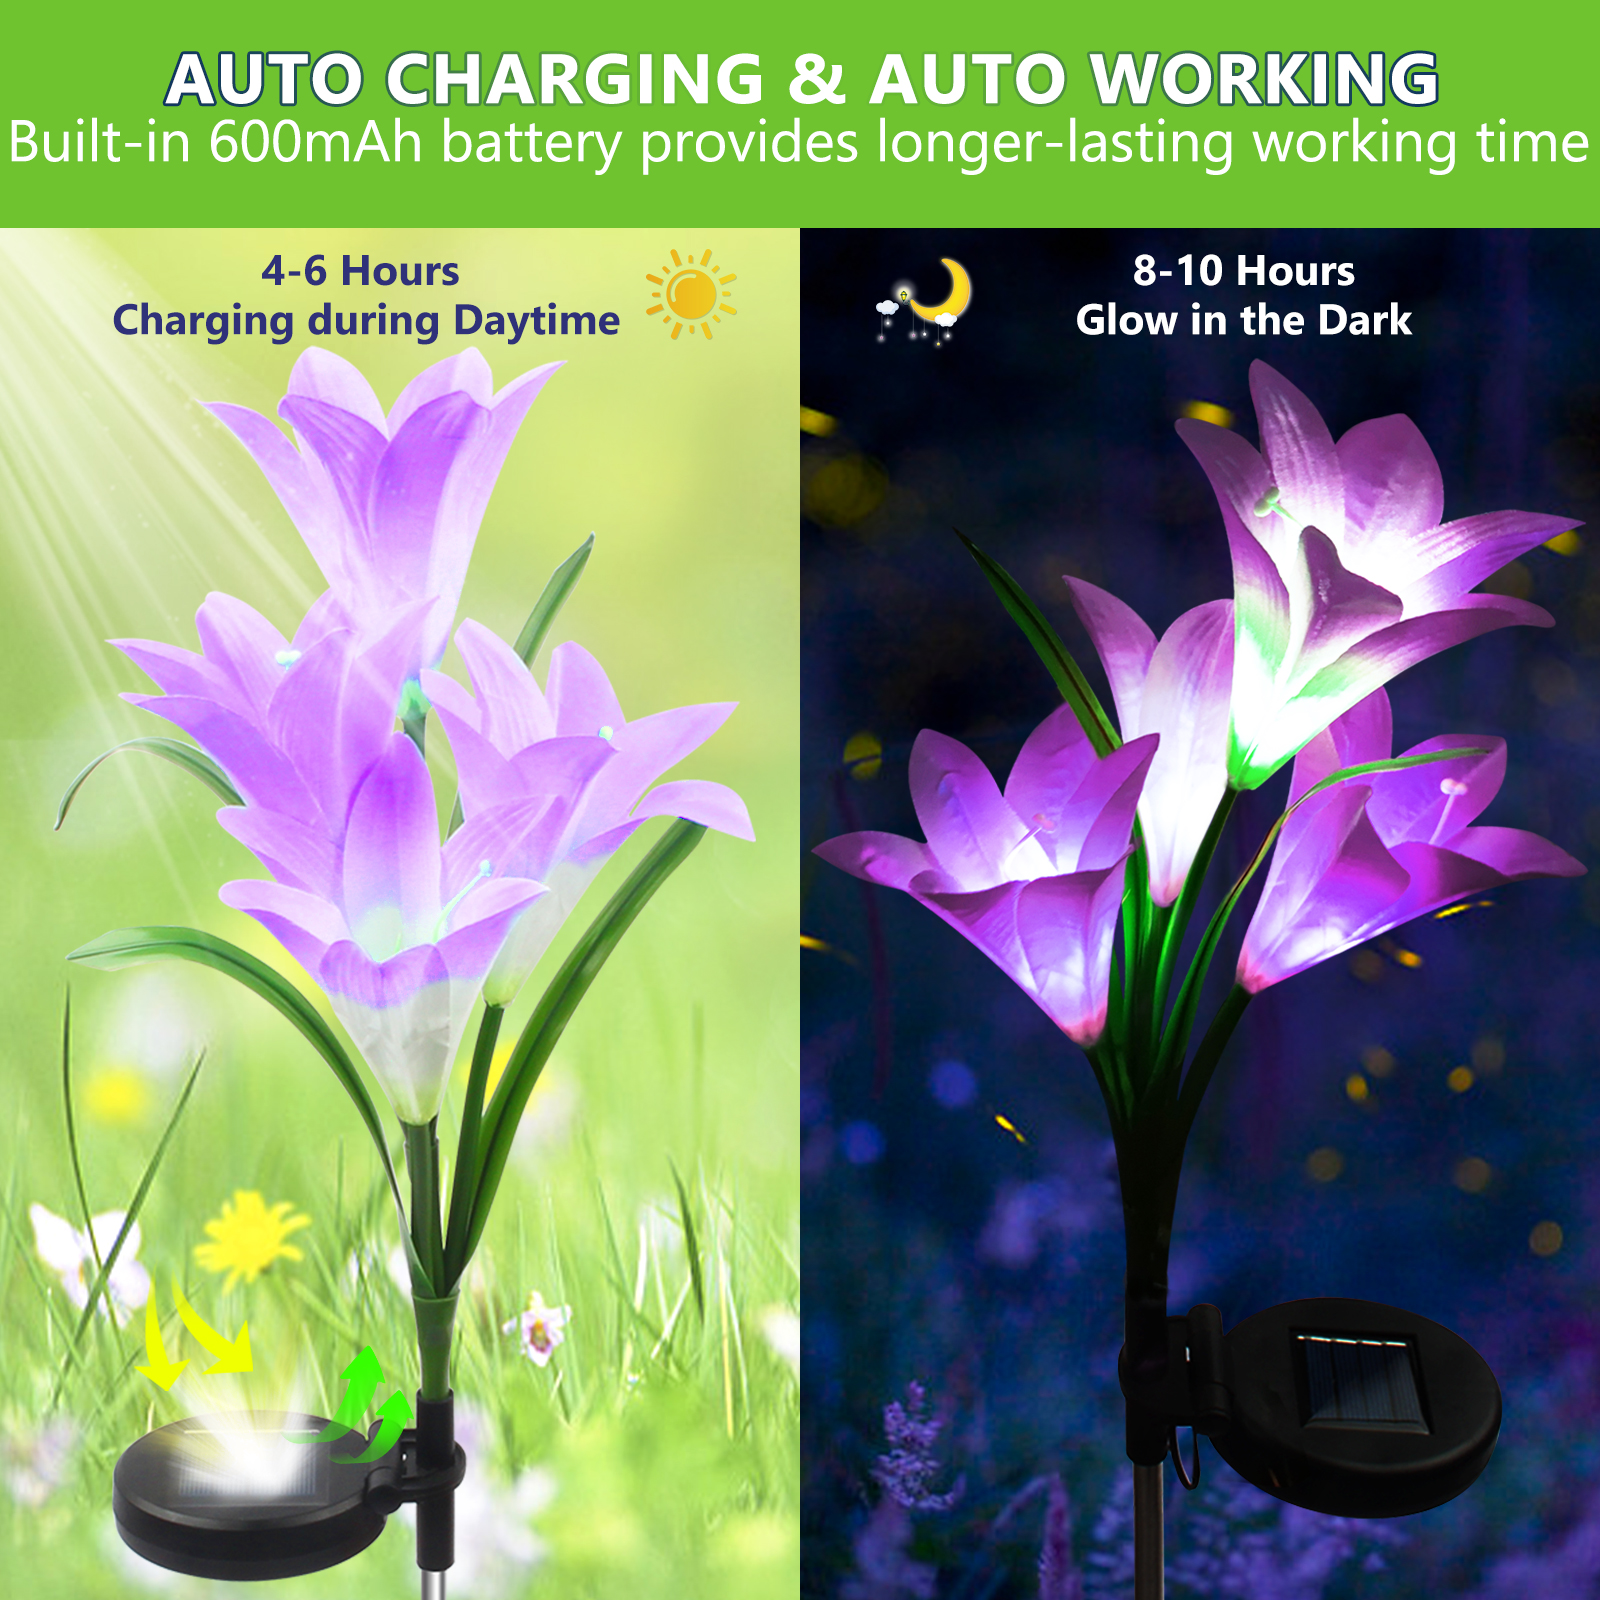 AUTO CHARGING & AUTO WORKING
Built-in 600mAh battery provides longer-lasting working time
4-6 Hours
Charging during Daytime
8-10 Hours
Glow in the Dark